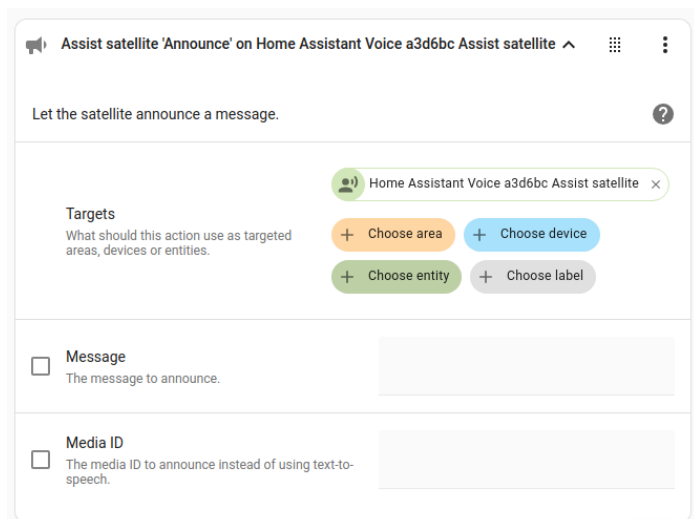 Assist satellite 'Announce' on Home Assistant Voice a3d6bc Assist satellite
Let the satellite announce a message.
Home Assistant Voice a3d6bc Assist satellite
Targets
What should this action use as targeted
areas, devices or entities.
Choose area
Choose device
Choose entity
Choose label
Message
The message to announce.
Media ID
The media ID to announce instead of using text-to-
speech.